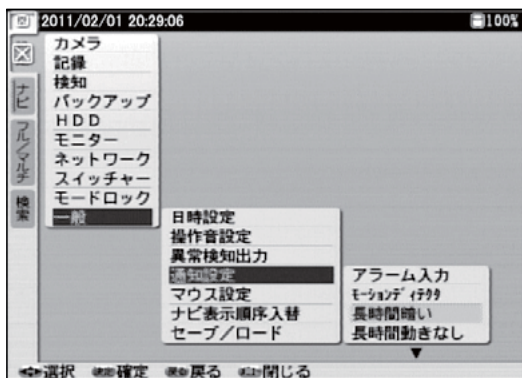 2011/02/01 20:29:06
100%
カメラ
記録
検知
バックアップ
HDD
モニター
ネットワーク
スイッチャー
モードロック
一般
ナビ
フル/マルチ
検索
日時設定
操作音設定
異常検知出力
通知設定
マウス設定
ナビ表示順序入替
セーブ/ロード
アラーム入力
モーションディテクタ
長時間暗い
長時間動きなし
▼
選択 確定 戻る 閉じる